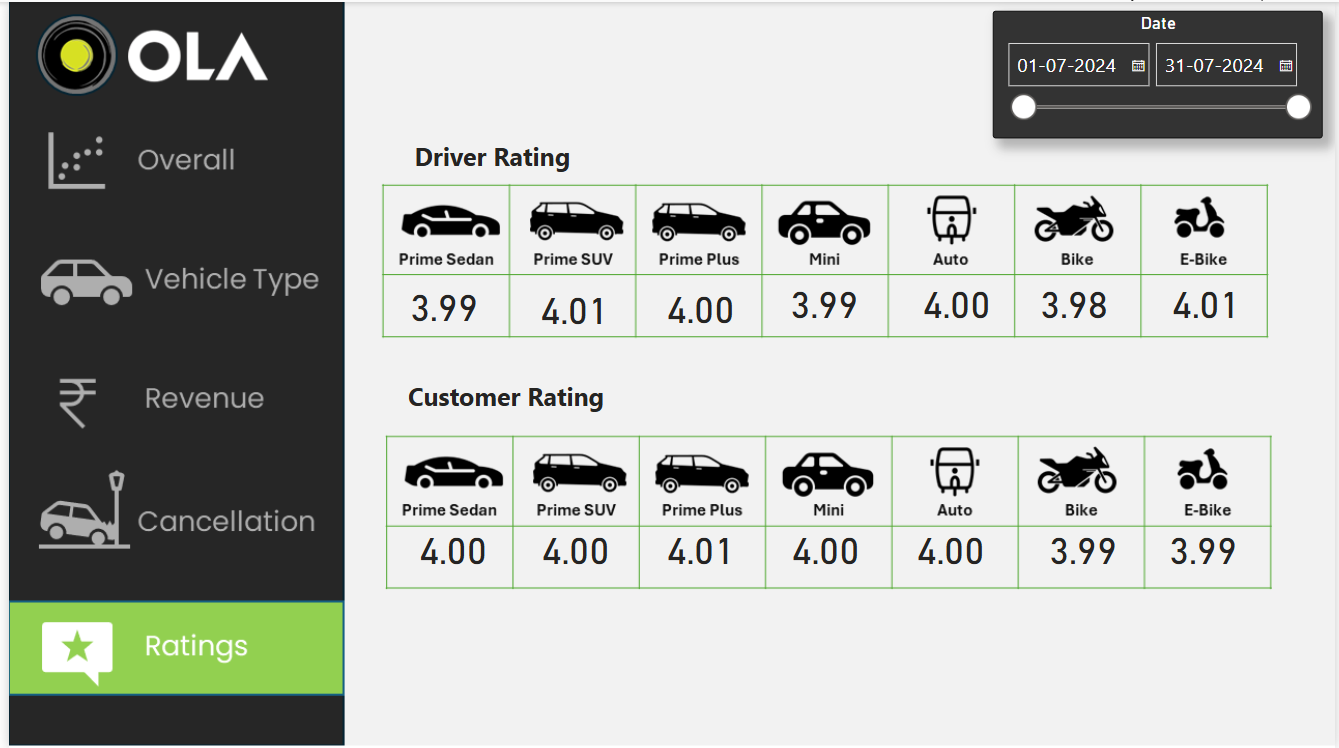 OLA
Date
01-07-2024 31-07-2024
Overall
Vehicle Type
Revenue
Cancellation
Ratings
Driver Rating
Prime Sedan Prime SUV Prime Plus Mini Auto Bike E-Bike
3.99 4.01 4.00 3.99 4.00 3.98 4.01
Customer Rating
Prime Sedan Prime SUV Prime Plus Mini Auto Bike E-Bike
4.00 4.00 4.01 4.00 4.00 3.99 3.99